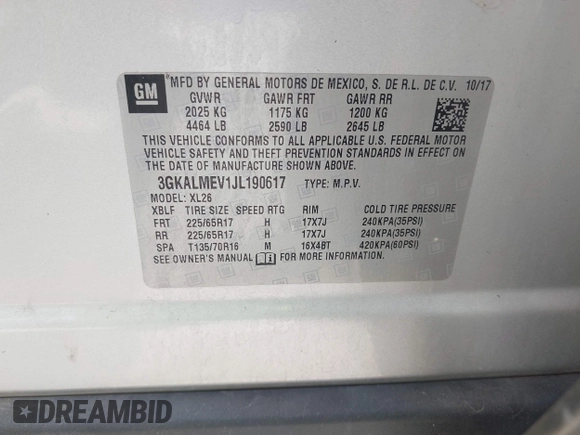 GM
MFD BY GENERAL MOTORS DE MEXICO, S. DE R.L. DE C.V. 10/17
GVWR GAWR FRT GAWR RR
2025 KG 1175 KG 1200 KG
4464 LB 2590 LB 2645 LB
THIS VEHICLE CONFORMS TO ALL APPLICABLE U.S. FEDERAL MOTOR
VEHICLE SAFETY AND THEFT PREVENTION STANDARDS IN EFFECT ON
THE DATE OF MANUFACTURE SHOWN ABOVE.
3GKALMEV1JL190617 TYPE: M.P.V.
MODEL: XL26
XBLF TIRE SIZE SPEED RTG RIM COLD TIRE PRESSURE
FRT 225/65R17 H 17X7J 240KPA(35PSI)
RR 225/65R17 H 17X7J 240KPA(35PSI)
SPA T135/70R16 M 16X4BT 420KPA(60PSI)
SEE OWNER'S MANUAL i FOR MORE INFORMATION.
DREAMBID